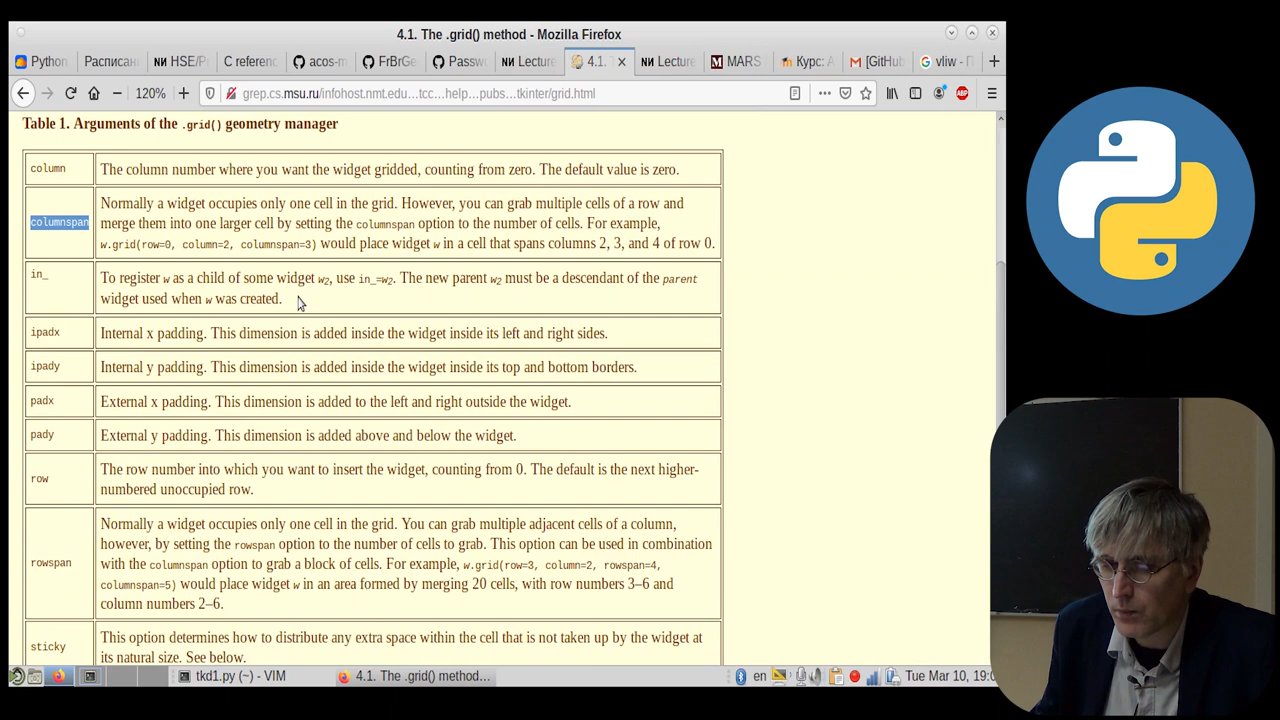 4.1. The .grid() method - Mozilla Firefox
Python
Расписани
ИИ HSE/P
C referenc
acos-m
FrBrGe
Passwo
ИИ Lecture
4.1. T
ИИ Lecture
MARS
Курс: A
[GitHub
vliw - П
120%
grep.cs.msu.ru/infohost.nmt.edu…tcc…help…pubs…tkinter/grid.html
ABP
Table 1. Arguments of the .grid() geometry manager
column
The column number where you want the widget gridded, counting from zero. The default value is zero.
columnspan
Normally a widget occupies only one cell in the grid. However, you can grab multiple cells of a row and
merge them into one larger cell by setting the columnspan option to the number of cells. For example,
w.grid(row=0, column=2, columnspan=3) would place widget w in a cell that spans columns 2, 3, and 4 of row 0.
in_
To register w as a child of some widget w2, use in_=w2. The new parent w2 must be a descendant of the parent
widget used when w was created.
ipadx
Internal x padding. This dimension is added inside the widget inside its left and right sides.
ipady
Internal y padding. This dimension is added inside the widget inside its top and bottom borders.
padx
External x padding. This dimension is added to the left and right outside the widget.
pady
External y padding. This dimension is added above and below the widget.
row
The row number into which you want to insert the widget, counting from 0. The default is the next higher-
numbered unoccupied row.
rowspan
Normally a widget occupies only one cell in the grid. You can grab multiple adjacent cells of a column,
however, by setting the rowspan option to the number of cells to grab. This option can be used in combination
with the columnspan option to grab a block of cells. For example, w.grid(row=3, column=2, rowspan=4,
columnspan=5) would place widget w in an area formed by merging 20 cells, with row numbers 3–6 and
column numbers 2–6.
sticky
This option determines how to distribute any extra space within the cell that is not taken up by the widget at
its natural size. See below.
tkd1.py (~) - VIM
4.1. The .grid() method…
en
Tue Mar 10, 19:0